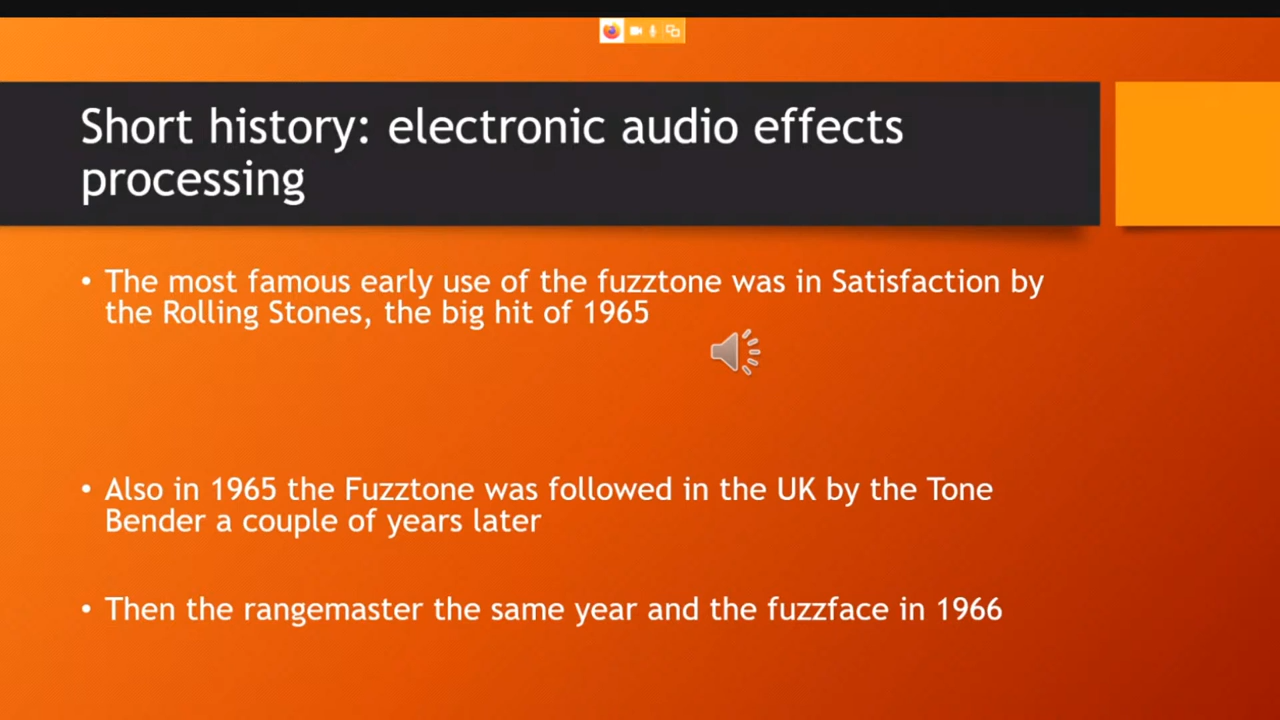 Short history: electronic audio effects
processing
• The most famous early use of the fuzztone was in Satisfaction by
the Rolling Stones, the big hit of 1965
• Also in 1965 the Fuzztone was followed in the UK by the Tone
Bender a couple of years later
• Then the rangemaster the same year and the fuzzface in 1966